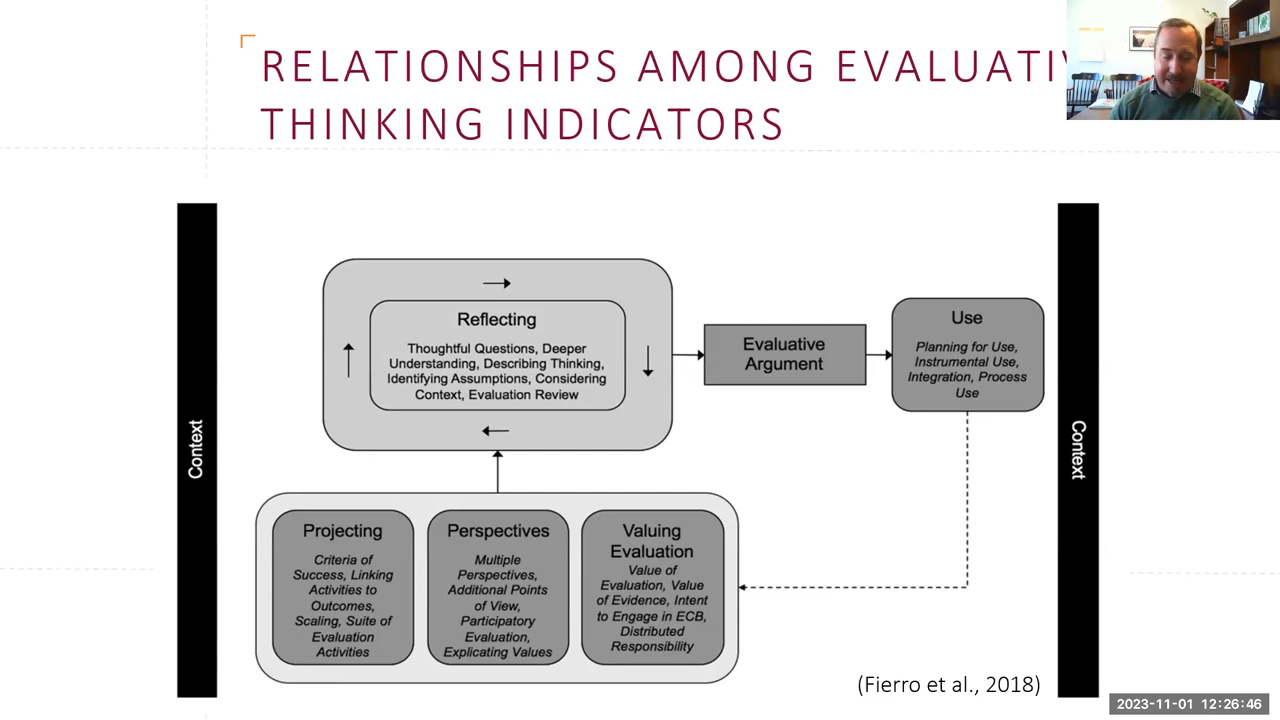 RELATIONSHIPS AMONG EVALUATIV
THINKING INDICATORS
Context
Reflecting
Thoughtful Questions, Deeper
Understanding, Describing Thinking,
Identifying Assumptions, Considering
Context, Evaluation Review
Evaluative
Argument
Use
Planning for Use,
Instrumental Use,
Integration, Process
Use
Context
Projecting
Criteria of
Success, Linking
Activities to
Outcomes,
Scaling, Suite of
Evaluation
Activities
Perspectives
Multiple
Perspectives,
Additional Points
of View,
Participatory
Evaluation,
Explicating Values
Valuing
Evaluation
Value of
Evaluation, Value
of Evidence, Intent
to Engage in ECB,
Distributed
Responsibility
(Fierro et al., 2018)
2023-11-01 12:26:46